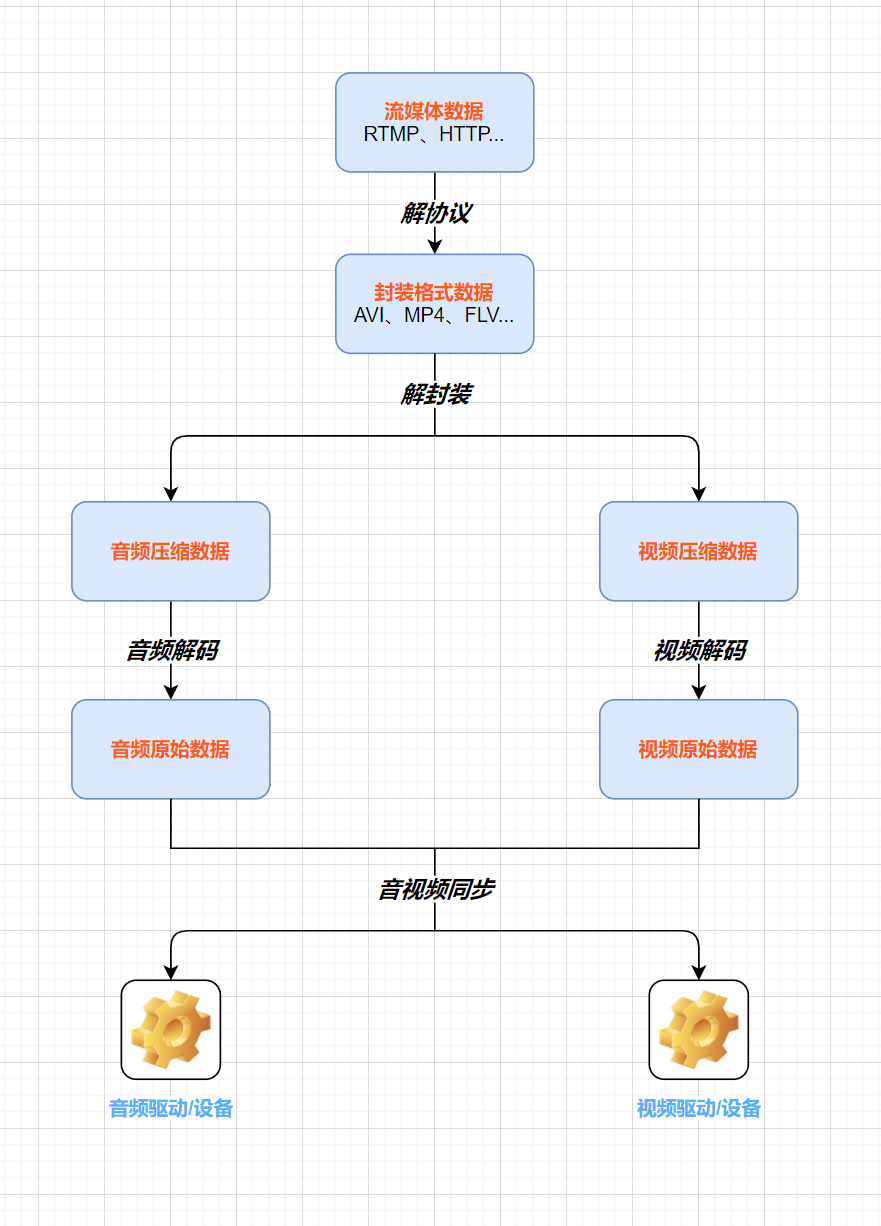 流媒体数据
RTMP、HTTP...
解协议
封装格式数据
AVI、MP4、FLV...
解封装
音频压缩数据
视频压缩数据
音频解码
视频解码
音频原始数据
视频原始数据
音视频同步
音频驱动/设备
视频驱动/设备